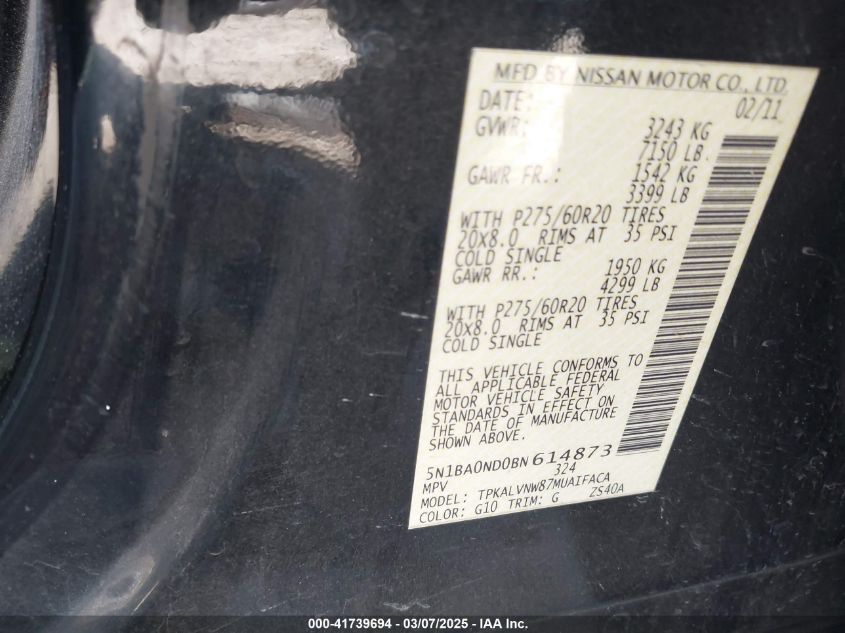 MFD BY NISSAN MOTOR CO., LTD.
DATE: 02/11
GVWR: 3243 KG
7150 LB
GAWR FR.: 1542 KG
3399 LB
WITH P275/60R20 TIRES
20X8.0 RIMS AT 35 PSI
COLD SINGLE
GAWR RR.: 1950 KG
4299 LB
WITH P275/60R20 TIRES
20X8.0 RIMS AT 35 PSI
COLD SINGLE
THIS VEHICLE CONFORMS TO
ALL APPLICABLE FEDERAL
MOTOR VEHICLE SAFETY
STANDARDS IN EFFECT ON
THE DATE OF MANUFACTURE
SHOWN ABOVE.
5N1BA0ND0BN614873
MPV 324
MODEL: TPKALVNW87MUAIFACA
COLOR: G10 TRIM: G ZS40A
000-41739694 — 03/07/2025 — IAA Inc.